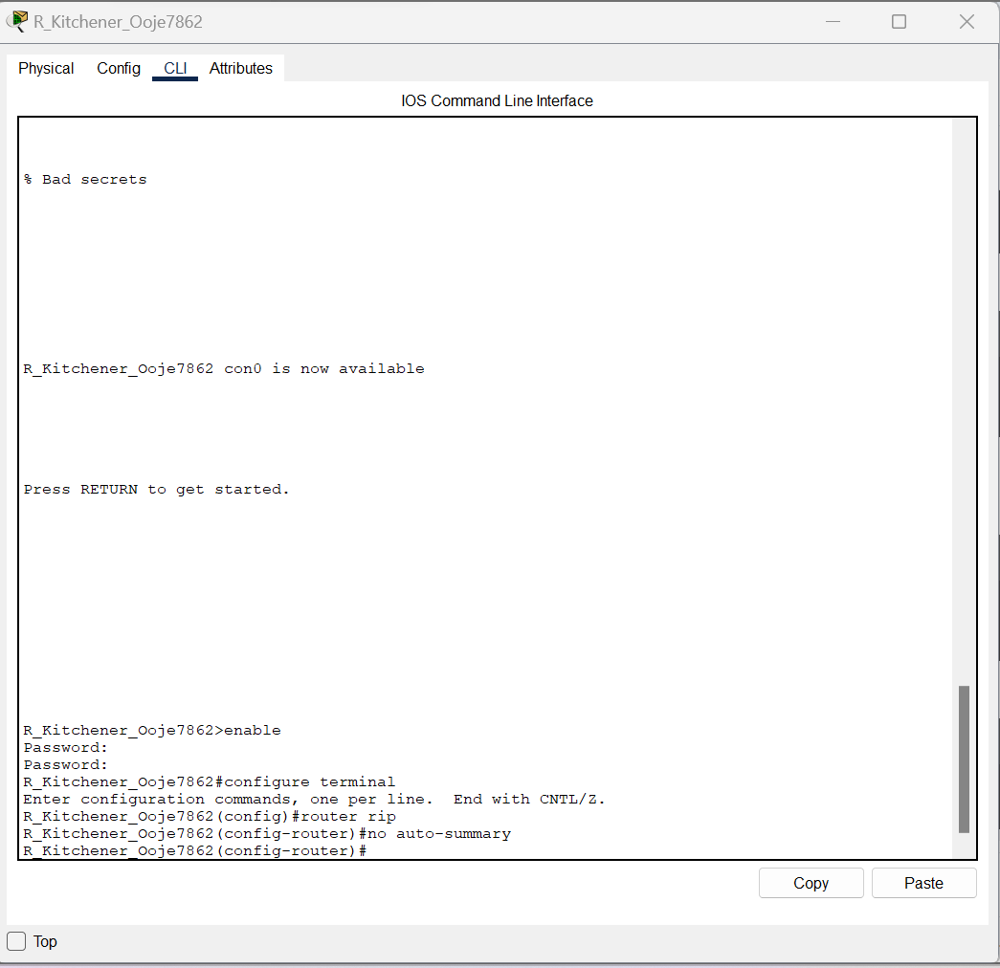 R_Kitchener_Ooje7862
Physical Config CLI Attributes
IOS Command Line Interface
% Bad secrets
R_Kitchener_Ooje7862 con0 is now available
Press RETURN to get started.
R_Kitchener_Ooje7862>enable
Password:
Password:
R_Kitchener_Ooje7862#configure terminal
Enter configuration commands, one per line.  End with CNTL/Z.
R_Kitchener_Ooje7862(config)#router rip
R_Kitchener_Ooje7862(config-router)#no auto-summary
R_Kitchener_Ooje7862(config-router)#
Copy Paste
Top